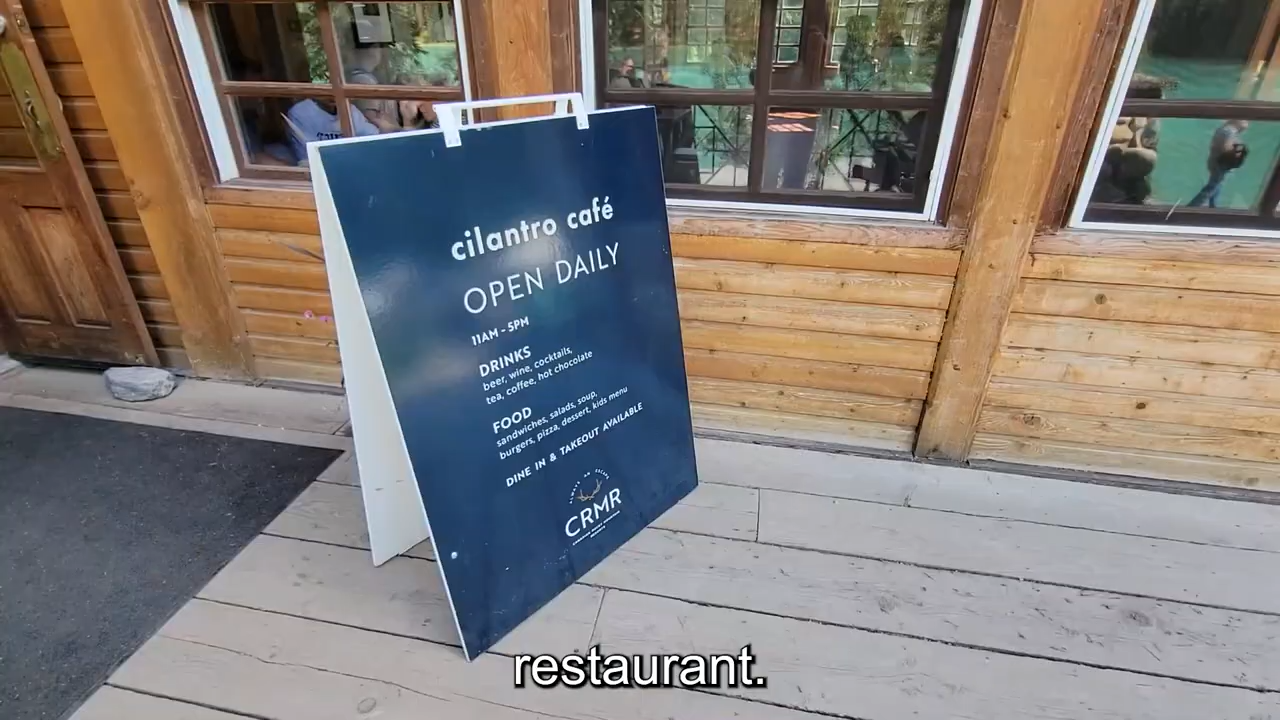 cilantro café
OPEN DAILY
11AM - 5PM
DRINKS
beer, wine, cocktails,
tea, coffee, hot chocolate
FOOD
sandwiches, salads, soup,
burgers, pizza, dessert, kids menu
DINE IN & TAKEOUT AVAILABLE
CRMR
restaurant.